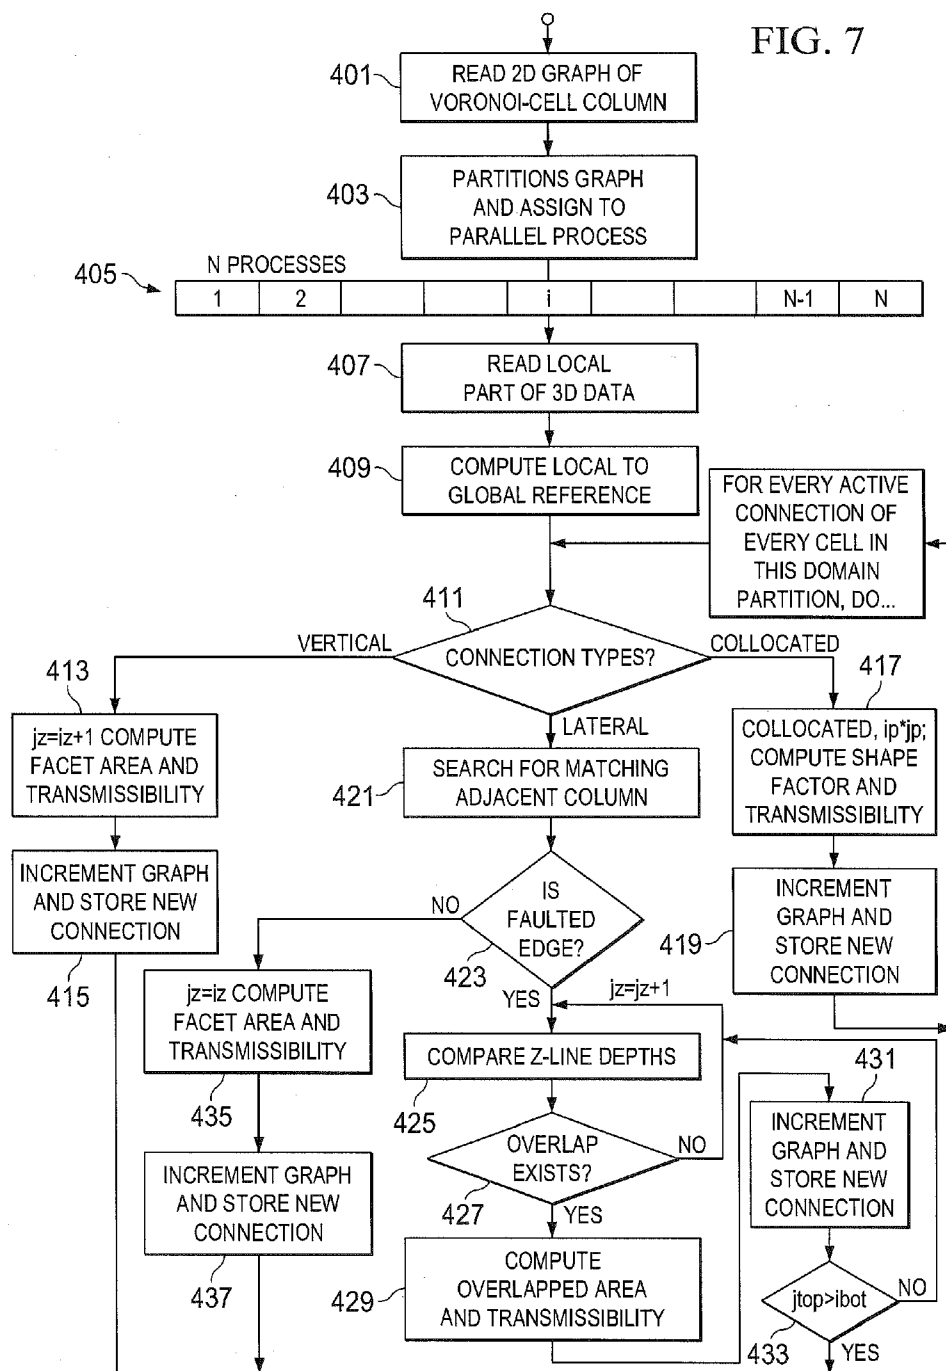 FIG. 7
401
READ 2D GRAPH OF
VORONOI-CELL COLUMN
403
PARTITIONS GRAPH
AND ASSIGN TO
PARALLEL PROCESS
405
N PROCESSES
1
2
i
N-1
N
407
READ LOCAL
PART OF 3D DATA
409
COMPUTE LOCAL TO
GLOBAL REFERENCE
FOR EVERY ACTIVE
CONNECTION OF
EVERY CELL IN
THIS DOMAIN
PARTITION, DO...
411
CONNECTION TYPES?
VERTICAL
COLLOCATED
LATERAL
413
jz=iz+1 COMPUTE
FACET AREA AND
TRANSMISSIBILITY
INCREMENT GRAPH
AND STORE NEW
CONNECTION
415
417
COLLOCATED, ip*jp;
COMPUTE SHAPE
FACTOR AND
TRANSMISSIBILITY
419
INCREMENT
GRAPH AND
STORE NEW
CONNECTION
421
SEARCH FOR MATCHING
ADJACENT COLUMN
IS
FAULTED
EDGE?
423
NO
YES
jz=iz COMPUTE
FACET AREA AND
TRANSMISSIBILITY
435
INCREMENT GRAPH
AND STORE NEW
CONNECTION
437
jz=jz+1
COMPARE Z-LINE DEPTHS
425
OVERLAP
EXISTS?
427
NO
YES
429
COMPUTE
OVERLAPPED AREA
AND TRANSMISSIBILITY
431
INCREMENT
GRAPH AND
STORE NEW
CONNECTION
jtop>ibot
433
NO
YES